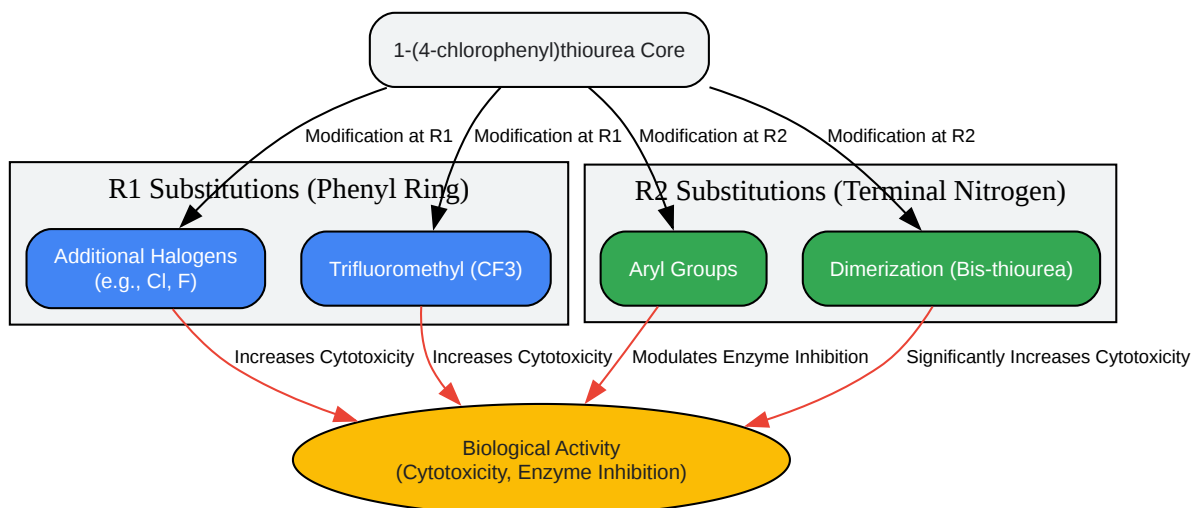 1-(4-chlorophenyl)thiourea Core
Modification at R1
Modification at R1
Modification at R2
Modification at R2
R1 Substitutions (Phenyl Ring)
R2 Substitutions (Terminal Nitrogen)
Additional Halogens
(e.g., Cl, F)
Trifluoromethyl (CF3)
Aryl Groups
Dimerization (Bis-thiourea)
Increases Cytotoxicity
Increases Cytotoxicity
Modulates Enzyme Inhibition
Significantly Increases Cytotoxicity
Biological Activity
(Cytotoxicity, Enzyme Inhibition)